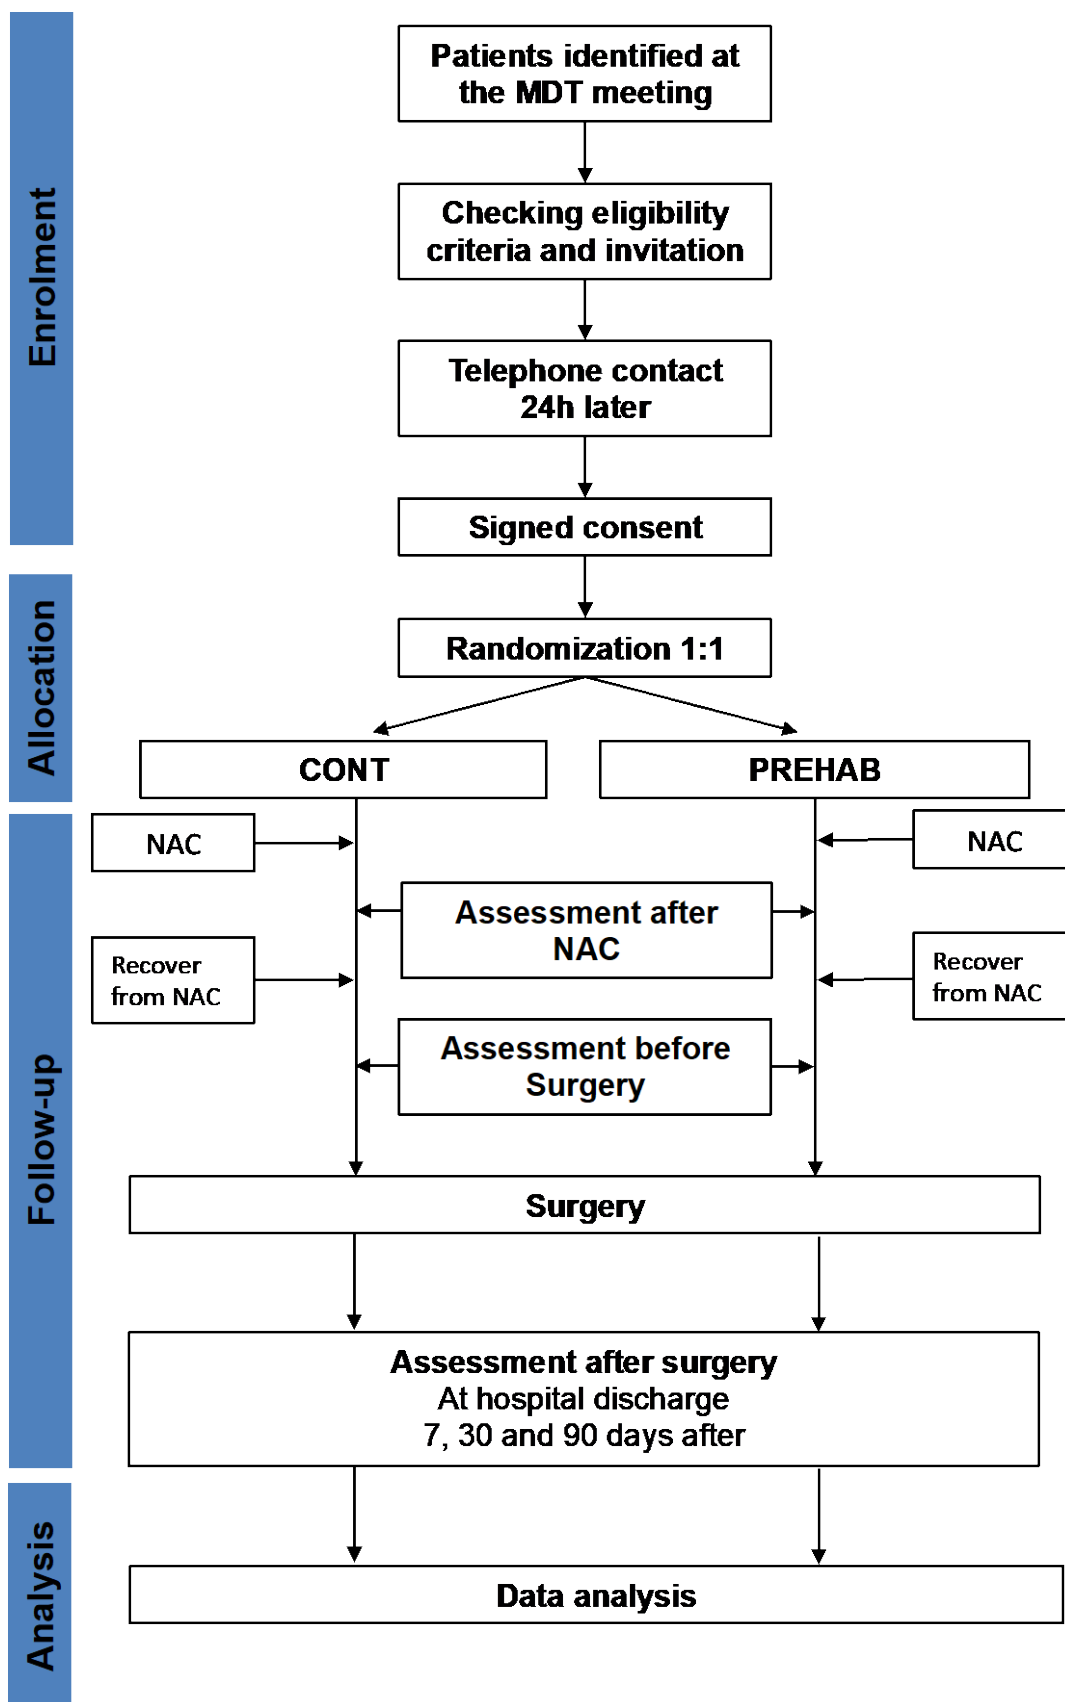 Enrolment
Patients identified at
the MDT meeting
Checking eligibility
criteria and invitation
Telephone contact
24h later
Signed consent
Allocation
Randomization 1:1
CONT
PREHAB
Follow-up
NAC
NAC
Assessment after
NAC
Recover
from NAC
Recover
from NAC
Assessment before
Surgery
Surgery
Assessment after surgery
At hospital discharge
7, 30 and 90 days after
Analysis
Data analysis